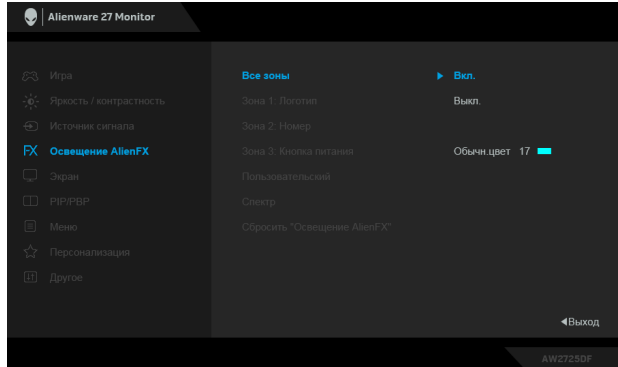 Alienware 27 Monitor
Игра
Яркость / контрастность
Источник сигнала
FX Освещение AlienFX
Экран
PIP/PBP
Меню
Персонализация
Другое
Все зоны
Зона 1: Логотип
Зона 2: Номер
Зона 3: Кнопка питания
Пользовательский
Спектр
Сбросить "Освещение AlienFX"
Вкл.
Выкл.
Обычн.цвет 17
Выход
AW2725DF